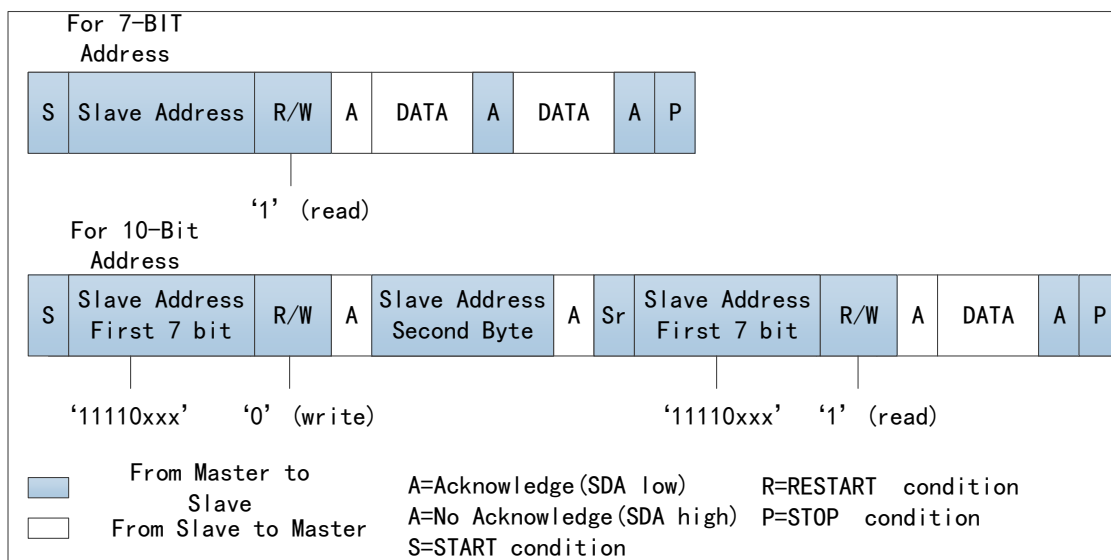 For 7-BIT
Address
S Slave Address R/W A DATA A DATA A P
‘1’ (read)
For 10-Bit
Address
S Slave Address First 7 bit R/W A Slave Address Second Byte A Sr Slave Address First 7 bit R/W A DATA A P
‘11110xxx’ ‘0’ (write) ‘11110xxx’ ‘1’ (read)
From Master to
Slave
From Slave to Master
A=Acknowledge(SDA low)
A=No Acknowledge(SDA high)
S=START condition
R=RESTART condition
P=STOP condition